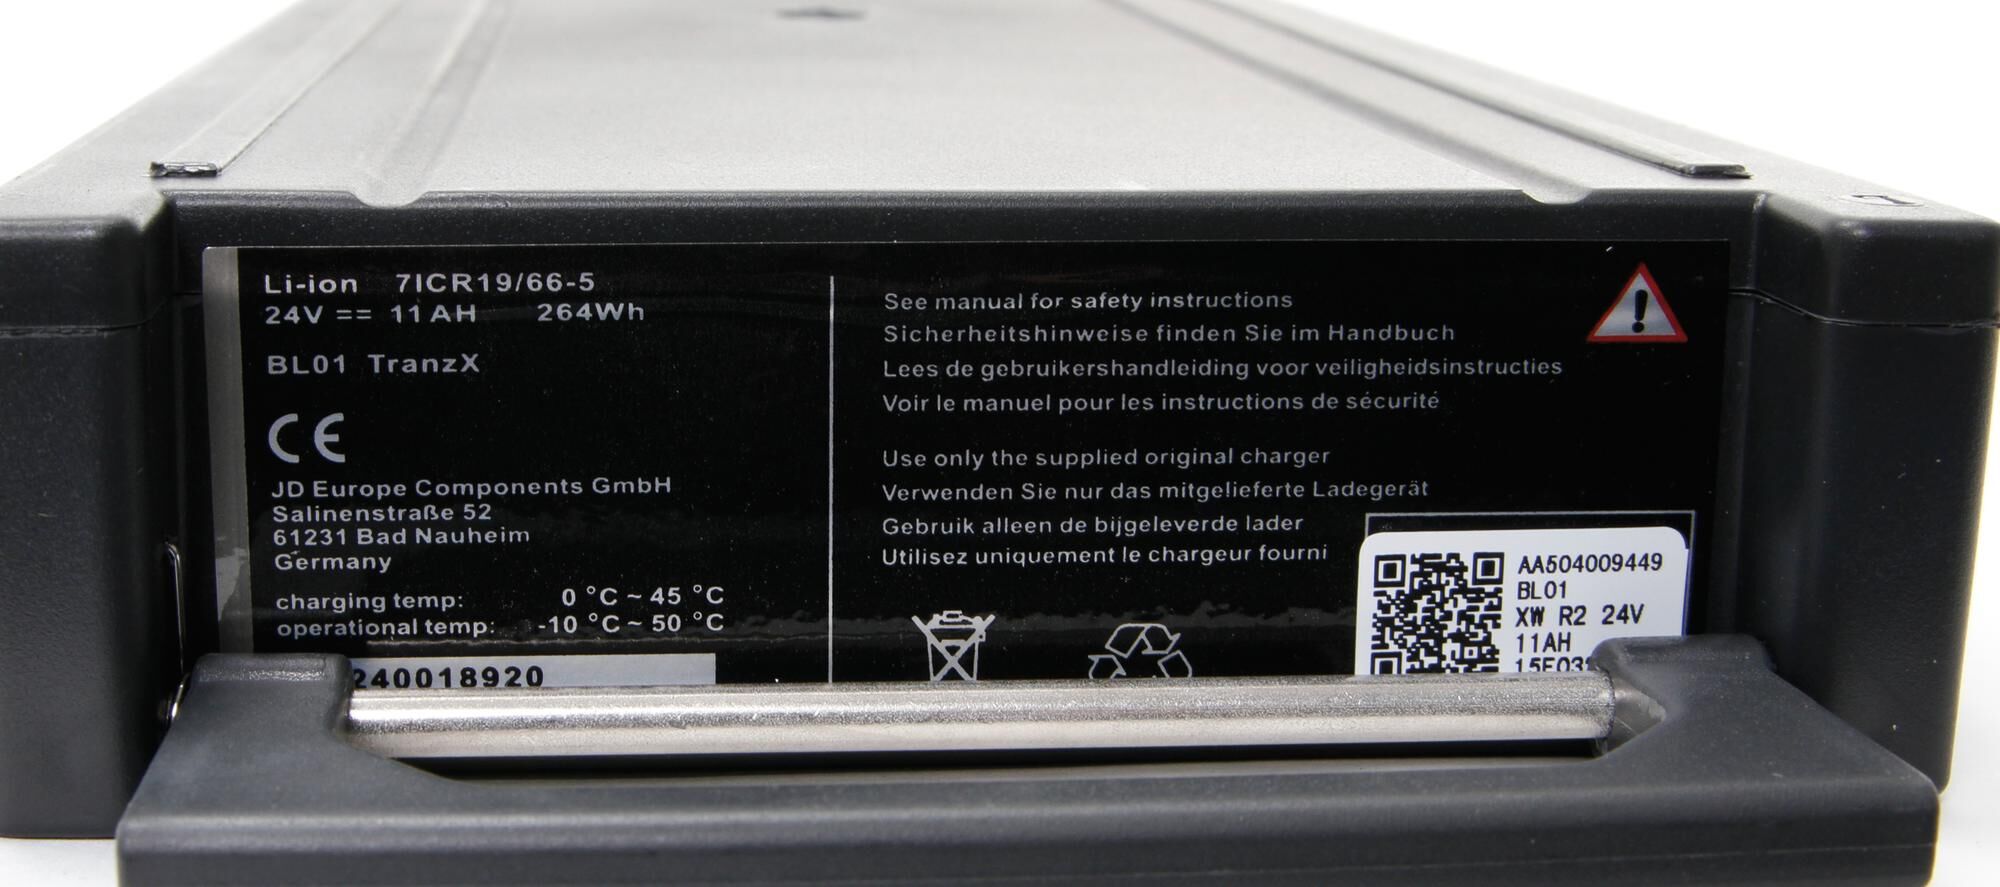 Li-ion 7ICR19/66-5
24V == 11AH 264Wh
BL01 TranzX
CE
JD Europe Components GmbH
Salinenstraße 52
61231 Bad Nauheim
Germany
charging temp: 0 °C ~ 45 °C
operational temp: -10 °C ~ 50 °C
240018920
See manual for safety instructions
Sicherheitshinweise finden Sie im Handbuch
Lees de gebruikershandleiding voor veiligheidsinstructies
Voir le manuel pour les instructions de sécurité
Use only the supplied original charger
Verwenden Sie nur das mitgelieferte Ladegerät
Gebruik alleen de bijgeleverde lader
Utilisez uniquement le chargeur fourni
AA504009449
BL01
XW R2 24V
11AH